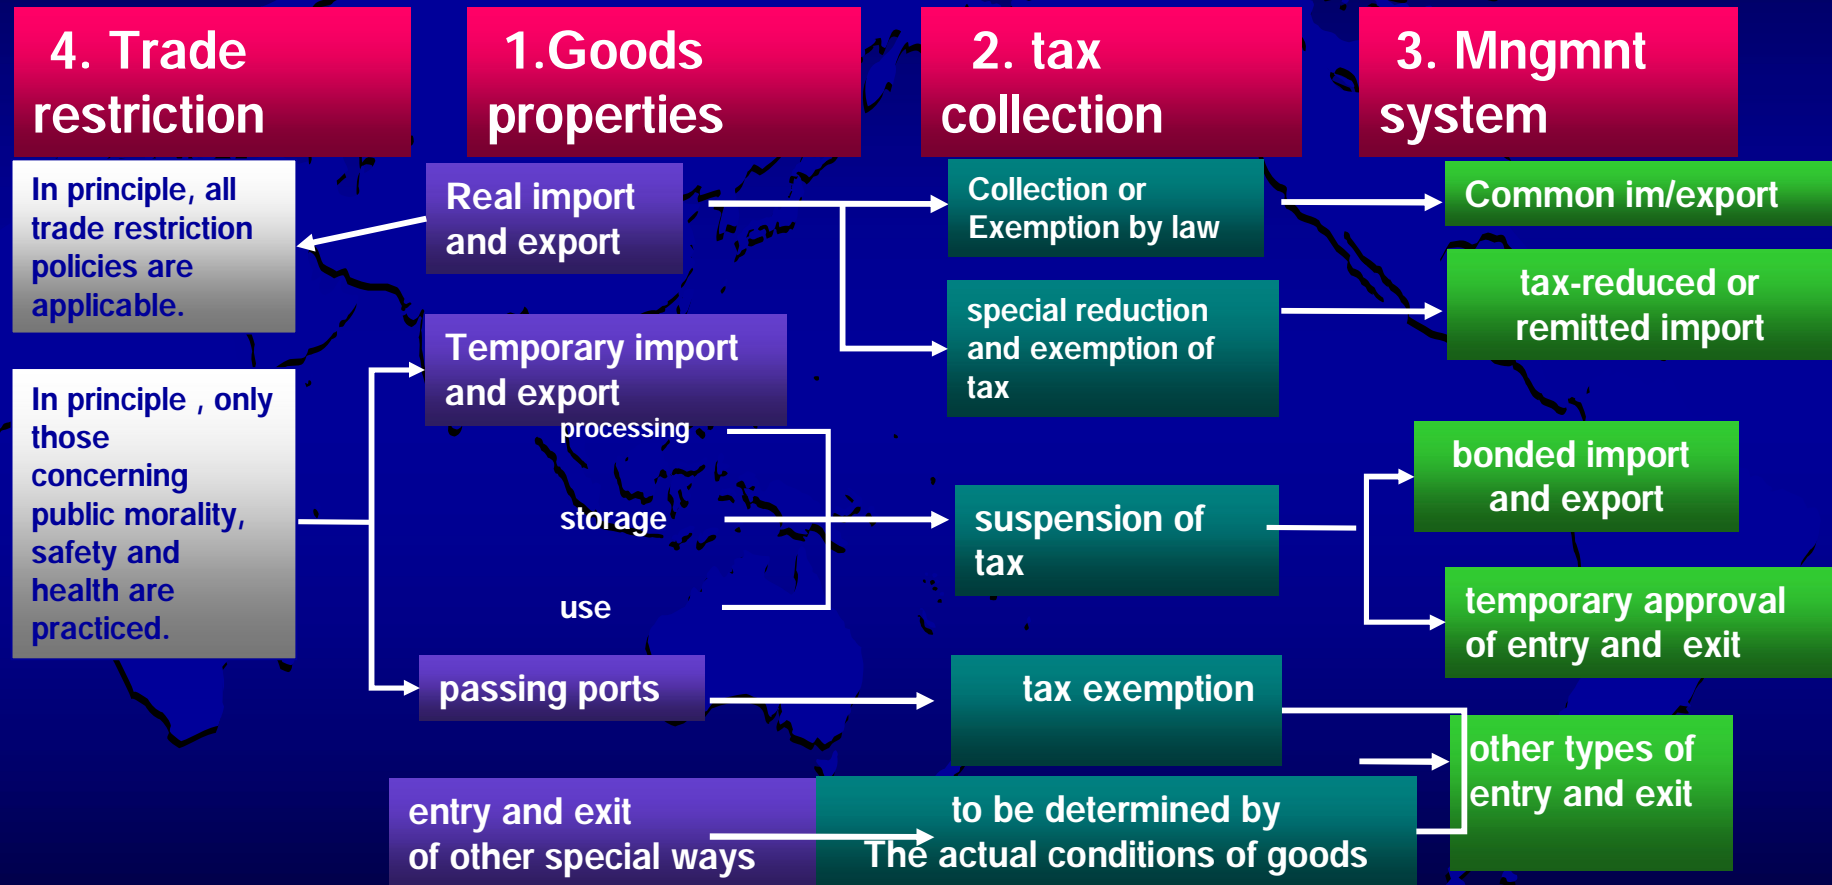 4. Trade
restriction
1.Goods
properties
2. tax
collection
3. Mngmnt
system
In principle, all
trade restriction
policies are
applicable.
Real import
and export
Collection or
Exemption by law
Common im/export
special reduction
and exemption of
tax
tax-reduced or
remitted import
In principle , only
those
concerning
public morality,
safety and
health are
practiced.
Temporary import
and export
processing
storage
use
suspension of
tax
bonded import
and export
temporary approval
of entry and exit
passing ports
tax exemption
other types of
entry and exit
entry and exit
of other special ways
to be determined by
The actual conditions of goods